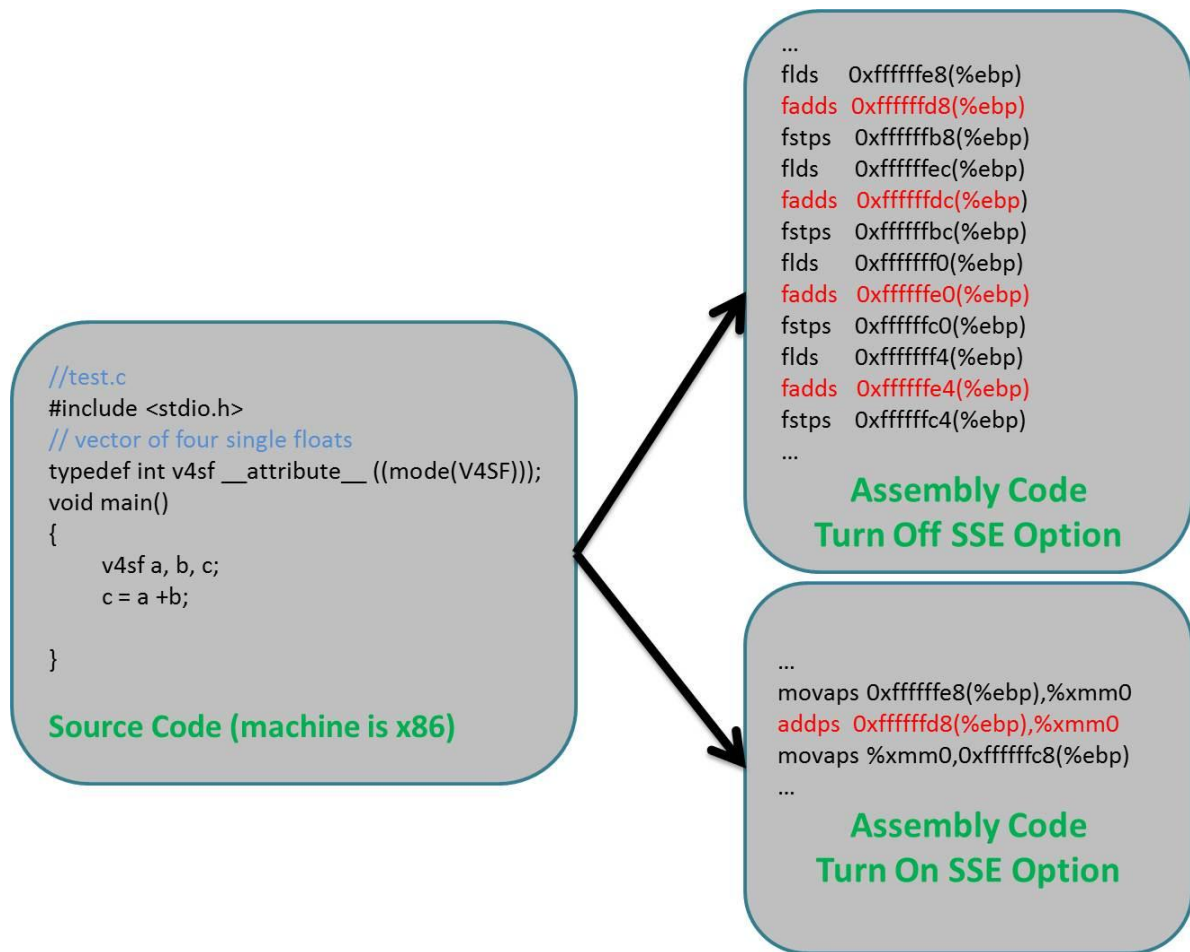 //test.c
#include <stdio.h>
// vector of four single floats
typedef int v4sf __attribute__ ((mode(V4SF)));
void main()
{
v4sf a, b, c;
c = a +b;
}
Source Code (machine is x86)
...
flds 0xffffffe8(%ebp)
fadds 0xffffffd8(%ebp)
fstps 0xffffffb8(%ebp)
flds 0xffffffec(%ebp)
fadds 0xffffffdc(%ebp)
fstps 0xffffffbc(%ebp)
flds 0xfffffff0(%ebp)
fadds 0xffffffe0(%ebp)
fstps 0xffffffc0(%ebp)
flds 0xfffffff4(%ebp)
fadds 0xffffffe4(%ebp)
fstps 0xffffffc4(%ebp)
...
Assembly Code
Turn Off SSE Option
...
movaps 0xffffffe8(%ebp),%xmm0
addps 0xffffffd8(%ebp),%xmm0
movaps %xmm0,0xffffffc8(%ebp)
...
Assembly Code
Turn On SSE Option